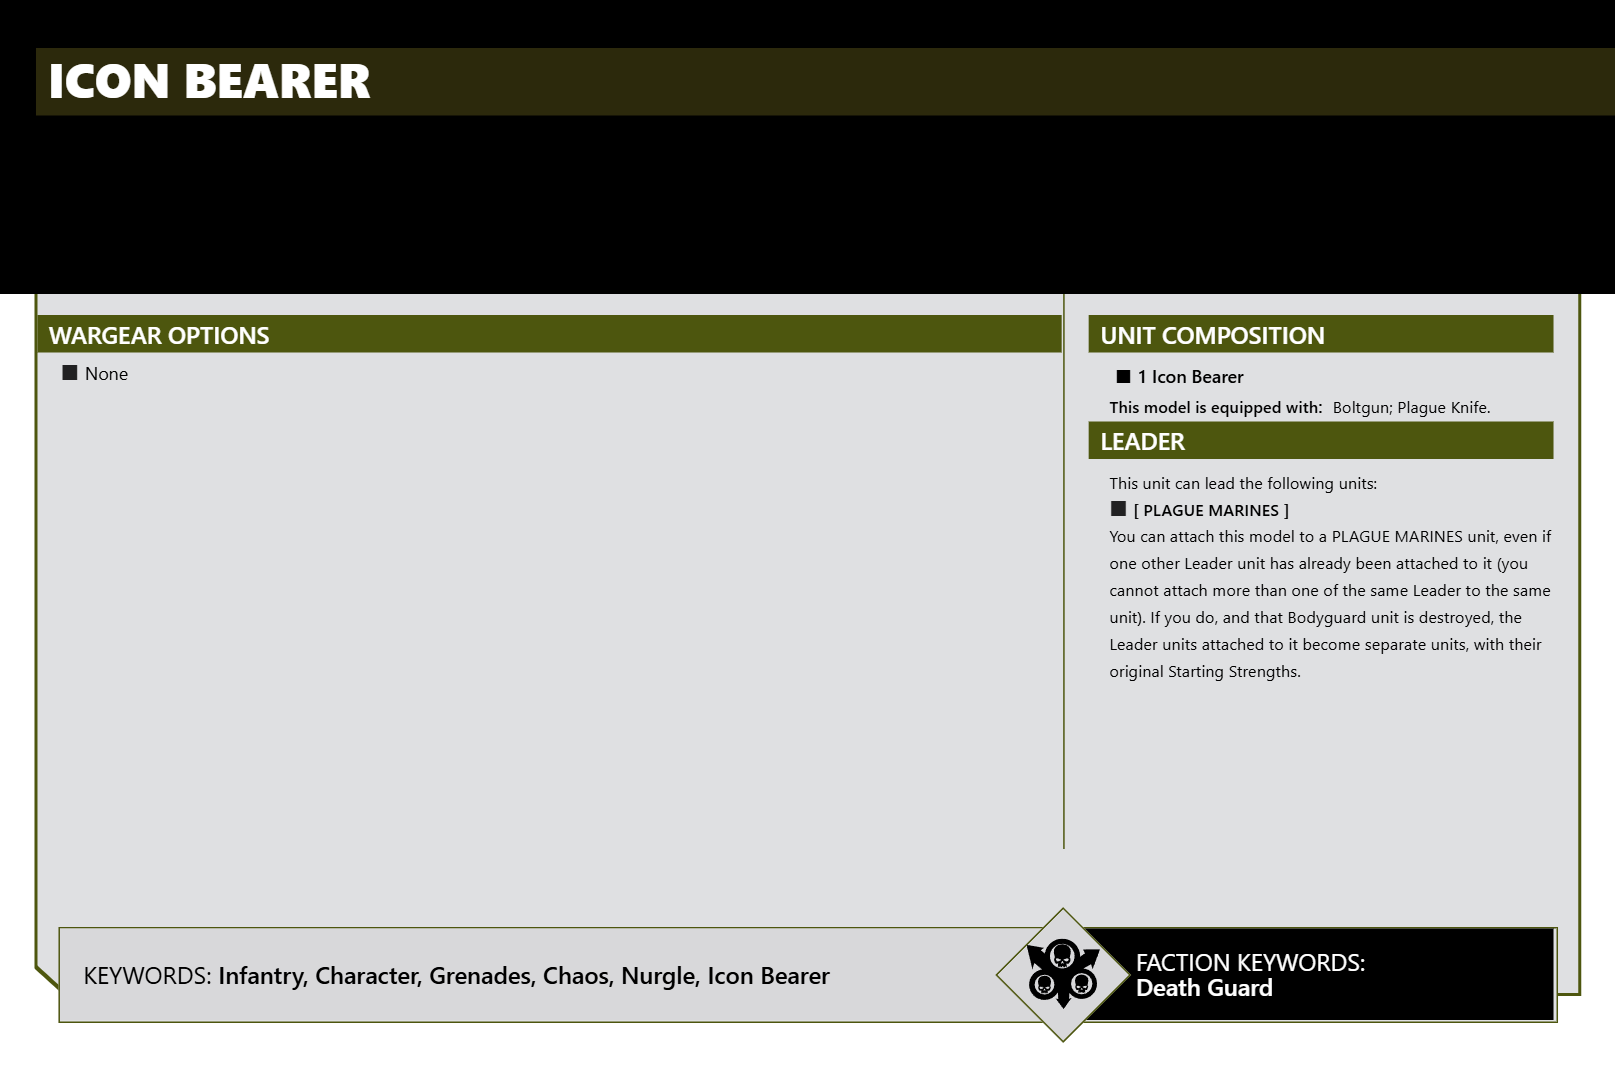 ICON BEARER
WARGEAR OPTIONS
■ None
UNIT COMPOSITION
■ 1 Icon Bearer
This model is equipped with: Boltgun; Plague Knife.
LEADER
This unit can lead the following units:
■ [ PLAGUE MARINES ]
You can attach this model to a PLAGUE MARINES unit, even if
one other Leader unit has already been attached to it (you
cannot attach more than one of the same Leader to the same
unit). If you do, and that Bodyguard unit is destroyed, the
Leader units attached to it become separate units, with their
original Starting Strengths.
KEYWORDS: Infantry, Character, Grenades, Chaos, Nurgle, Icon Bearer
FACTION KEYWORDS:
Death Guard